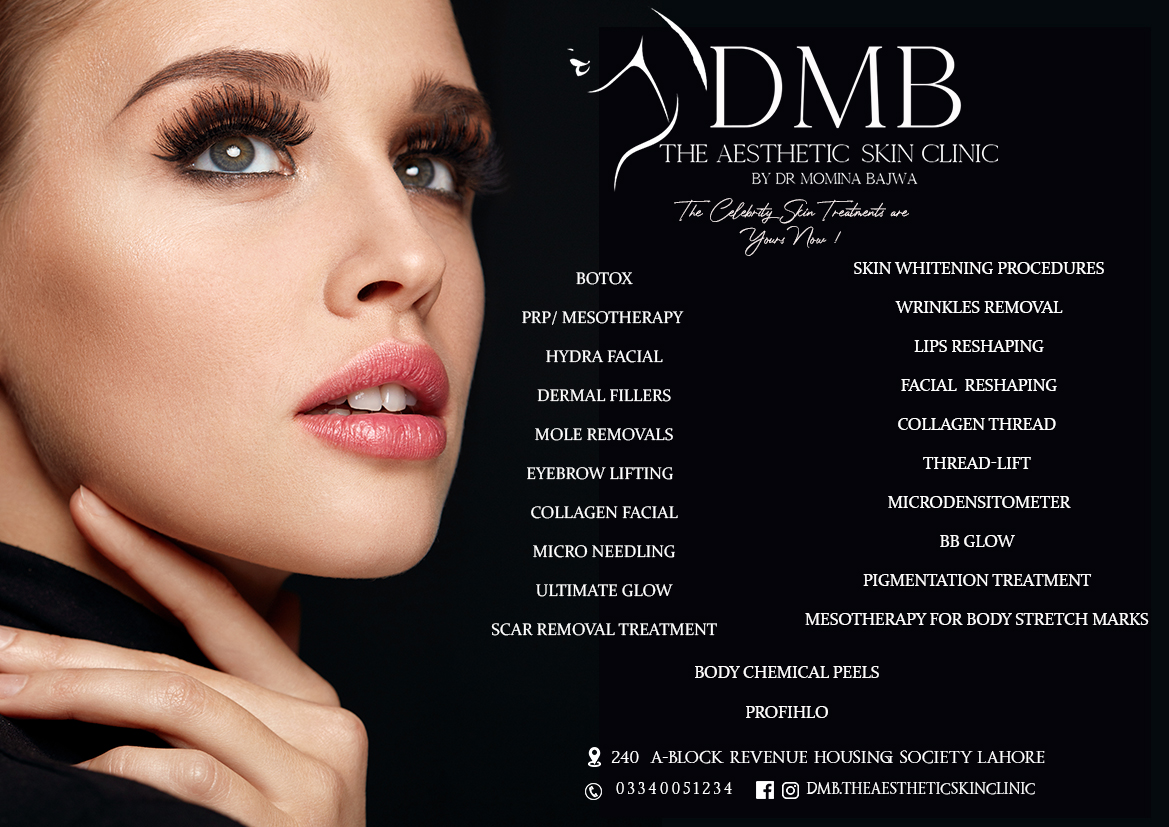 DMB
THE AESTHETIC SKIN CLINIC
BY DR MOMINA BAJWA
The Celebrity Skin Treatments are
Yours Now !
BOTOX
PRP/ MESOTHERAPY
HYDRA FACIAL
DERMAL FILLERS
MOLE REMOVALS
EYEBROW LIFTING
COLLAGEN FACIAL
MICRO NEEDLING
ULTIMATE GLOW
SCAR REMOVAL TREATMENT
SKIN WHITENING PROCEDURES
WRINKLES REMOVAL
LIPS RESHAPING
FACIAL RESHAPING
COLLAGEN THREAD
THREAD-LIFT
MICRODENSITOMETER
BB GLOW
PIGMENTATION TREATMENT
MESOTHERAPY FOR BODY STRETCH MARKS
BODY CHEMICAL PEELS
PROFIHLO
240 A-BLOCK REVENUE HOUSING SOCIETY LAHORE
03340051234 DMB.THEAESTHETICSKINCLINIC